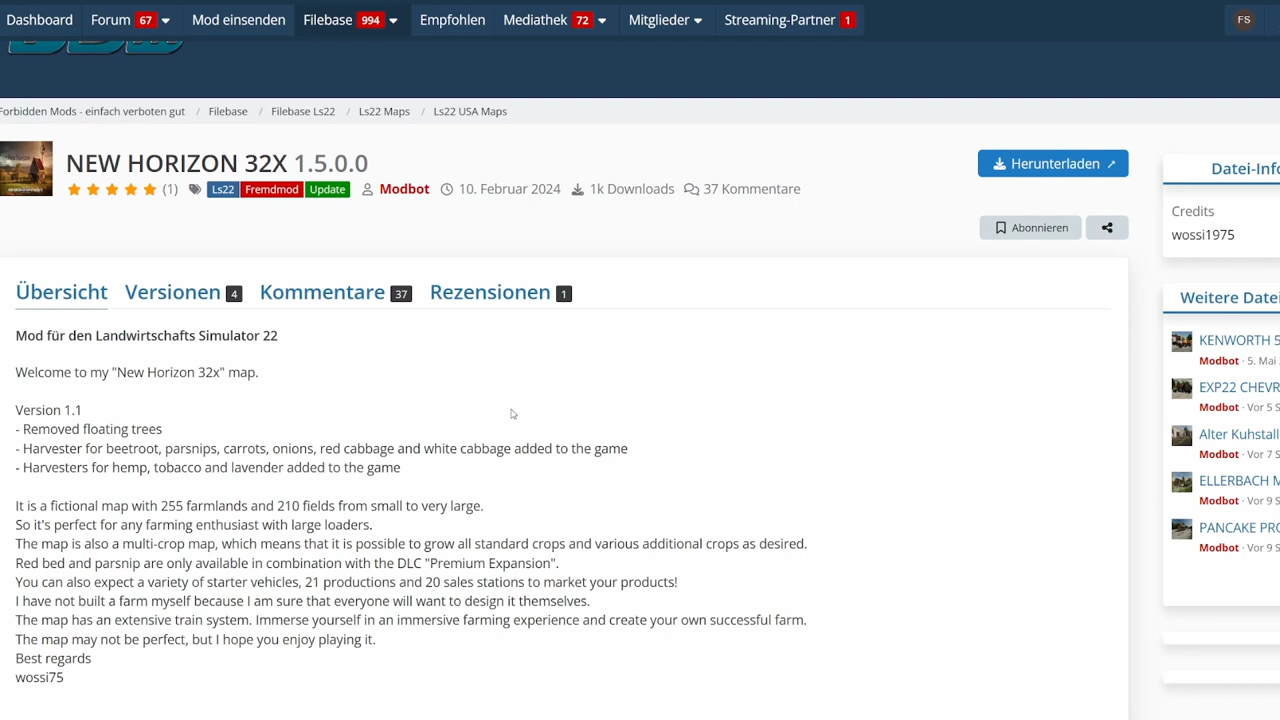 Dashboard Forum 67 Mod einsenden Filebase 994 Empfohlen Mediathek 72 Mitglieder Streaming-Partner 1 FS
Forbidden Mods - einfach verboten gut / Filebase / Filebase Ls22 / Ls22 Maps / Ls22 USA Maps
NEW HORIZON 32X 1.5.0.0
(1) Ls22 Fremdmod Update Modbot 10. Februar 2024 1k Downloads 37 Kommentare
Herunterladen
Abonnieren
Übersicht Versionen 4 Kommentare 37 Rezensionen 1
Mod für den Landwirtschafts Simulator 22
Welcome to my "New Horizon 32x" map.
Version 1.1
- Removed floating trees
- Harvester for beetroot, parsnips, carrots, onions, red cabbage and white cabbage added to the game
- Harvesters for hemp, tobacco and lavender added to the game
It is a fictional map with 255 farmlands and 210 fields from small to very large.
So it's perfect for any farming enthusiast with large loaders.
The map is also a multi-crop map, which means that it is possible to grow all standard crops and various additional crops as desired.
Red bed and parsnip are only available in combination with the DLC "Premium Expansion".
You can also expect a variety of starter vehicles, 21 productions and 20 sales stations to market your products!
I have not built a farm myself because I am sure that everyone will want to design it themselves.
The map has an extensive train system. Immerse yourself in an immersive farming experience and create your own successful farm.
The map may not be perfect, but I hope you enjoy playing it.
Best regards
wossi75
Datei-Info
Credits
wossi1975
Weitere Datei
KENWORTH 5
Modbot · 5. Mai
EXP22 CHEVR
Modbot · Vor 5 S
Alter Kuhstall
Modbot · Vor 7 S
ELLERBACH M
Modbot · Vor 9 S
PANCAKE PRO
Modbot · Vor 9 S